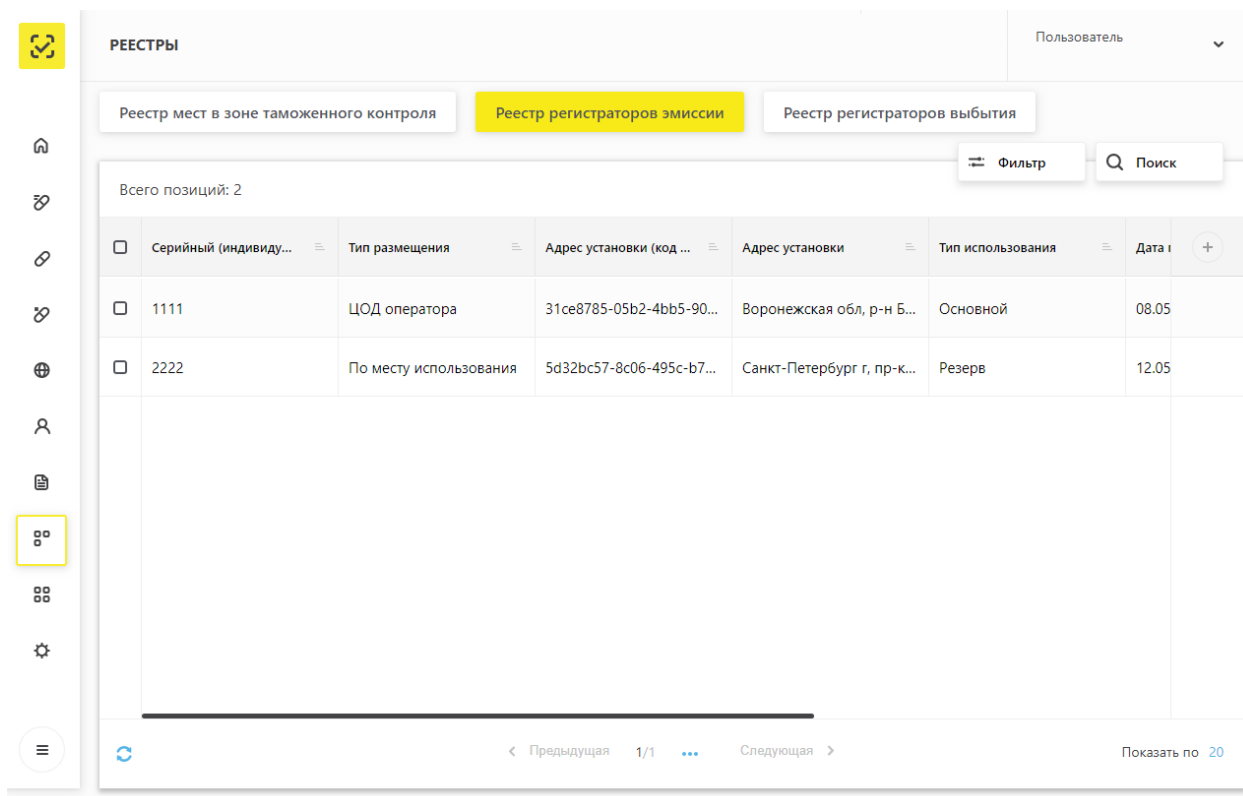 РЕЕСТРЫ
Пользователь
Реестр мест в зоне таможенного контроля
Реестр регистраторов эмиссии
Реестр регистраторов выбытия
Фильтр
Поиск
Всего позиций: 2
Серийный (индивиду... Тип размещения Адрес установки (код ... Адрес установки Тип использования Дата
1111 ЦОД оператора 31ce8785-05b2-4bb5-90... Воронежская обл, р-н Б... Основной 08.05
2222 По месту использования 5d32bc57-8c06-495c-b7... Санкт-Петербург г, пр-к... Резерв 12.05
Предыдущая 1/1 ••• Следующая
Показать по 20